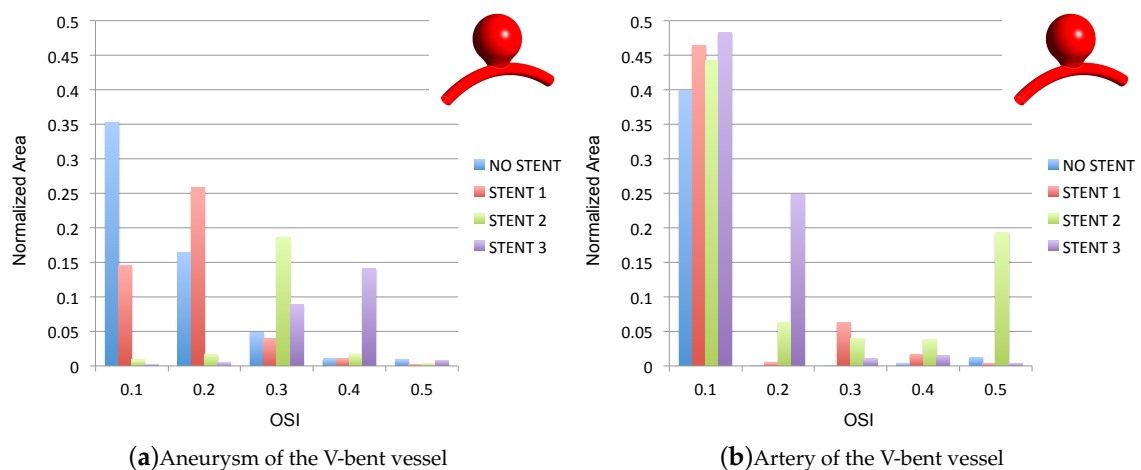 0.5
0.45
0.4
0.35
0.3
0.25
0.2
0.15
0.1
0.05
0
Normalized Area
0.1 0.2 0.3 0.4 0.5
OSI
NO STENT
STENT 1
STENT 2
STENT 3
(a)Aneurysm of the V-bent vessel
0.5
0.45
0.4
0.35
0.3
0.25
0.2
0.15
0.1
0.05
0
Normalized Area
0.1 0.2 0.3 0.4 0.5
OSI
NO STENT
STENT 1
STENT 2
STENT 3
(b)Artery of the V-bent vessel